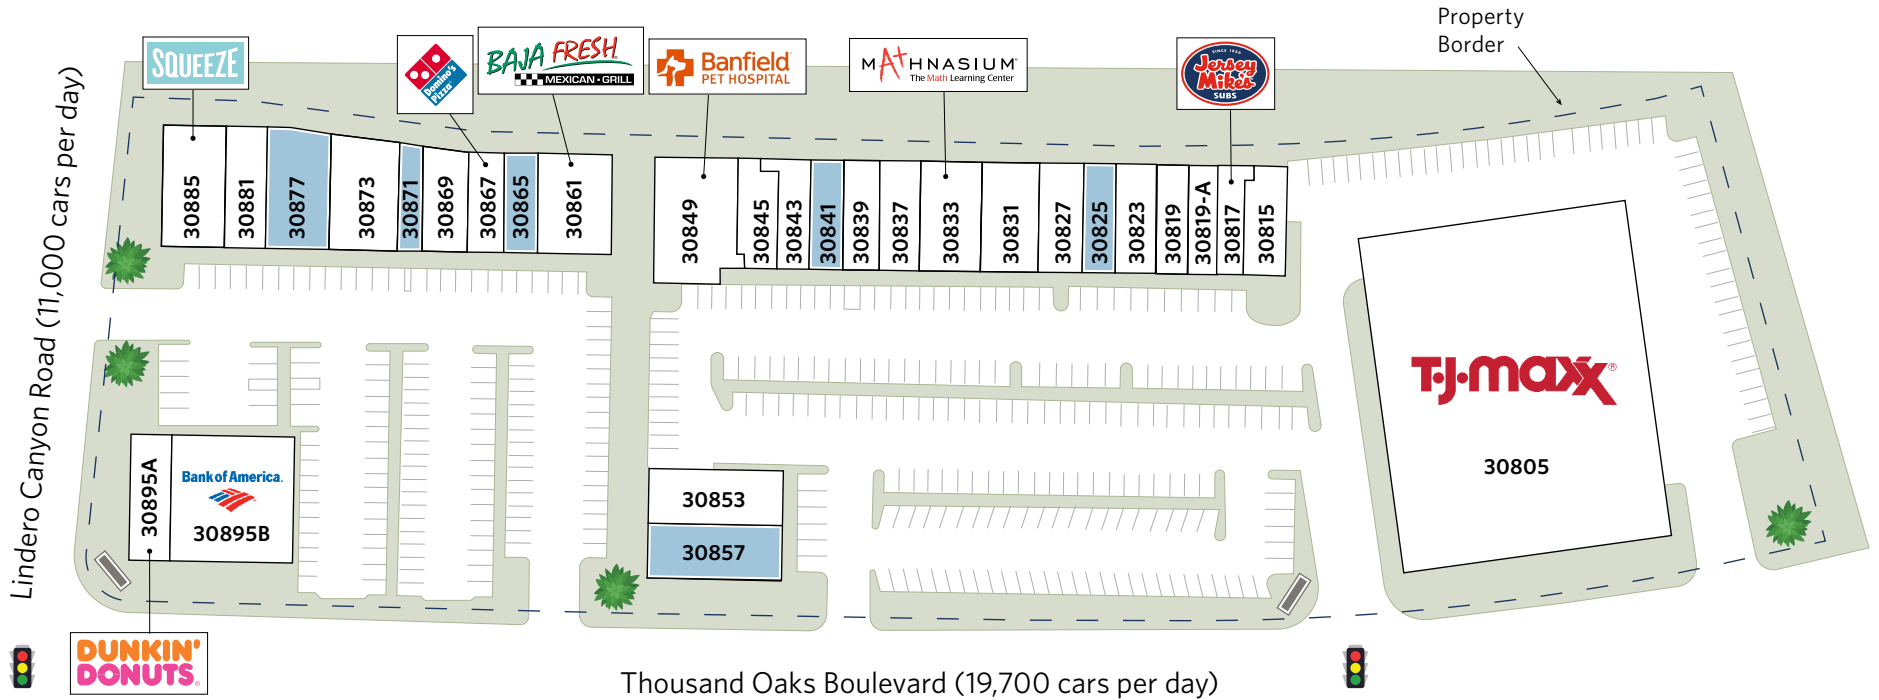 Property
Border
SQUEEZE
Domino's
Pizza
BAJA FRESH
MEXICAN • GRILL
Banfield
PET HOSPITAL
MATHNASIUM®
The Math Learning Center
SINCE 1956
Jersey
Mike's
SUBS
30885
30881
30877
30873
30871
30869
30867
30865
30861
30849
30845
30843
30841
30839
30837
30833
30831
30827
30825
30823
30819
30819-A
30817
30815
Lindero Canyon Road (11,000 cars per day)
T·J·maxx®
30805
30895A
Bank of America.
30895B
30853
30857
DUNKIN'
DONUTS®
Thousand Oaks Boulevard (19,700 cars per day)